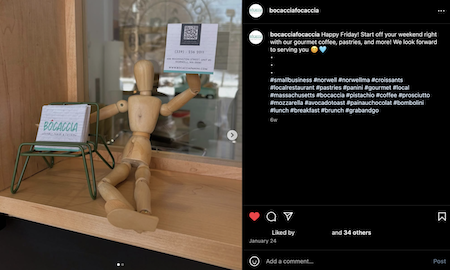 bocacciafocaccia
bocacciafocaccia Happy Friday! Start off your weekend right
with our gourmet coffee, pastries, and more! We look forward
to serving you 😊🩵
.
.
.
#smallbusiness #norwell #norwellma #croissants
#localrestaurant #pastries #panini #gourmet #local
#massachusetts #bocaccia #pistachio #coffee #prosciutto
#mozzarella #avocadotoast #painauchocolat #bombolini
#lunch #breakfast #brunch #grabandgo
6w
BOCACCIA
Liked by and 34 others
January 24
Add a comment...
Post